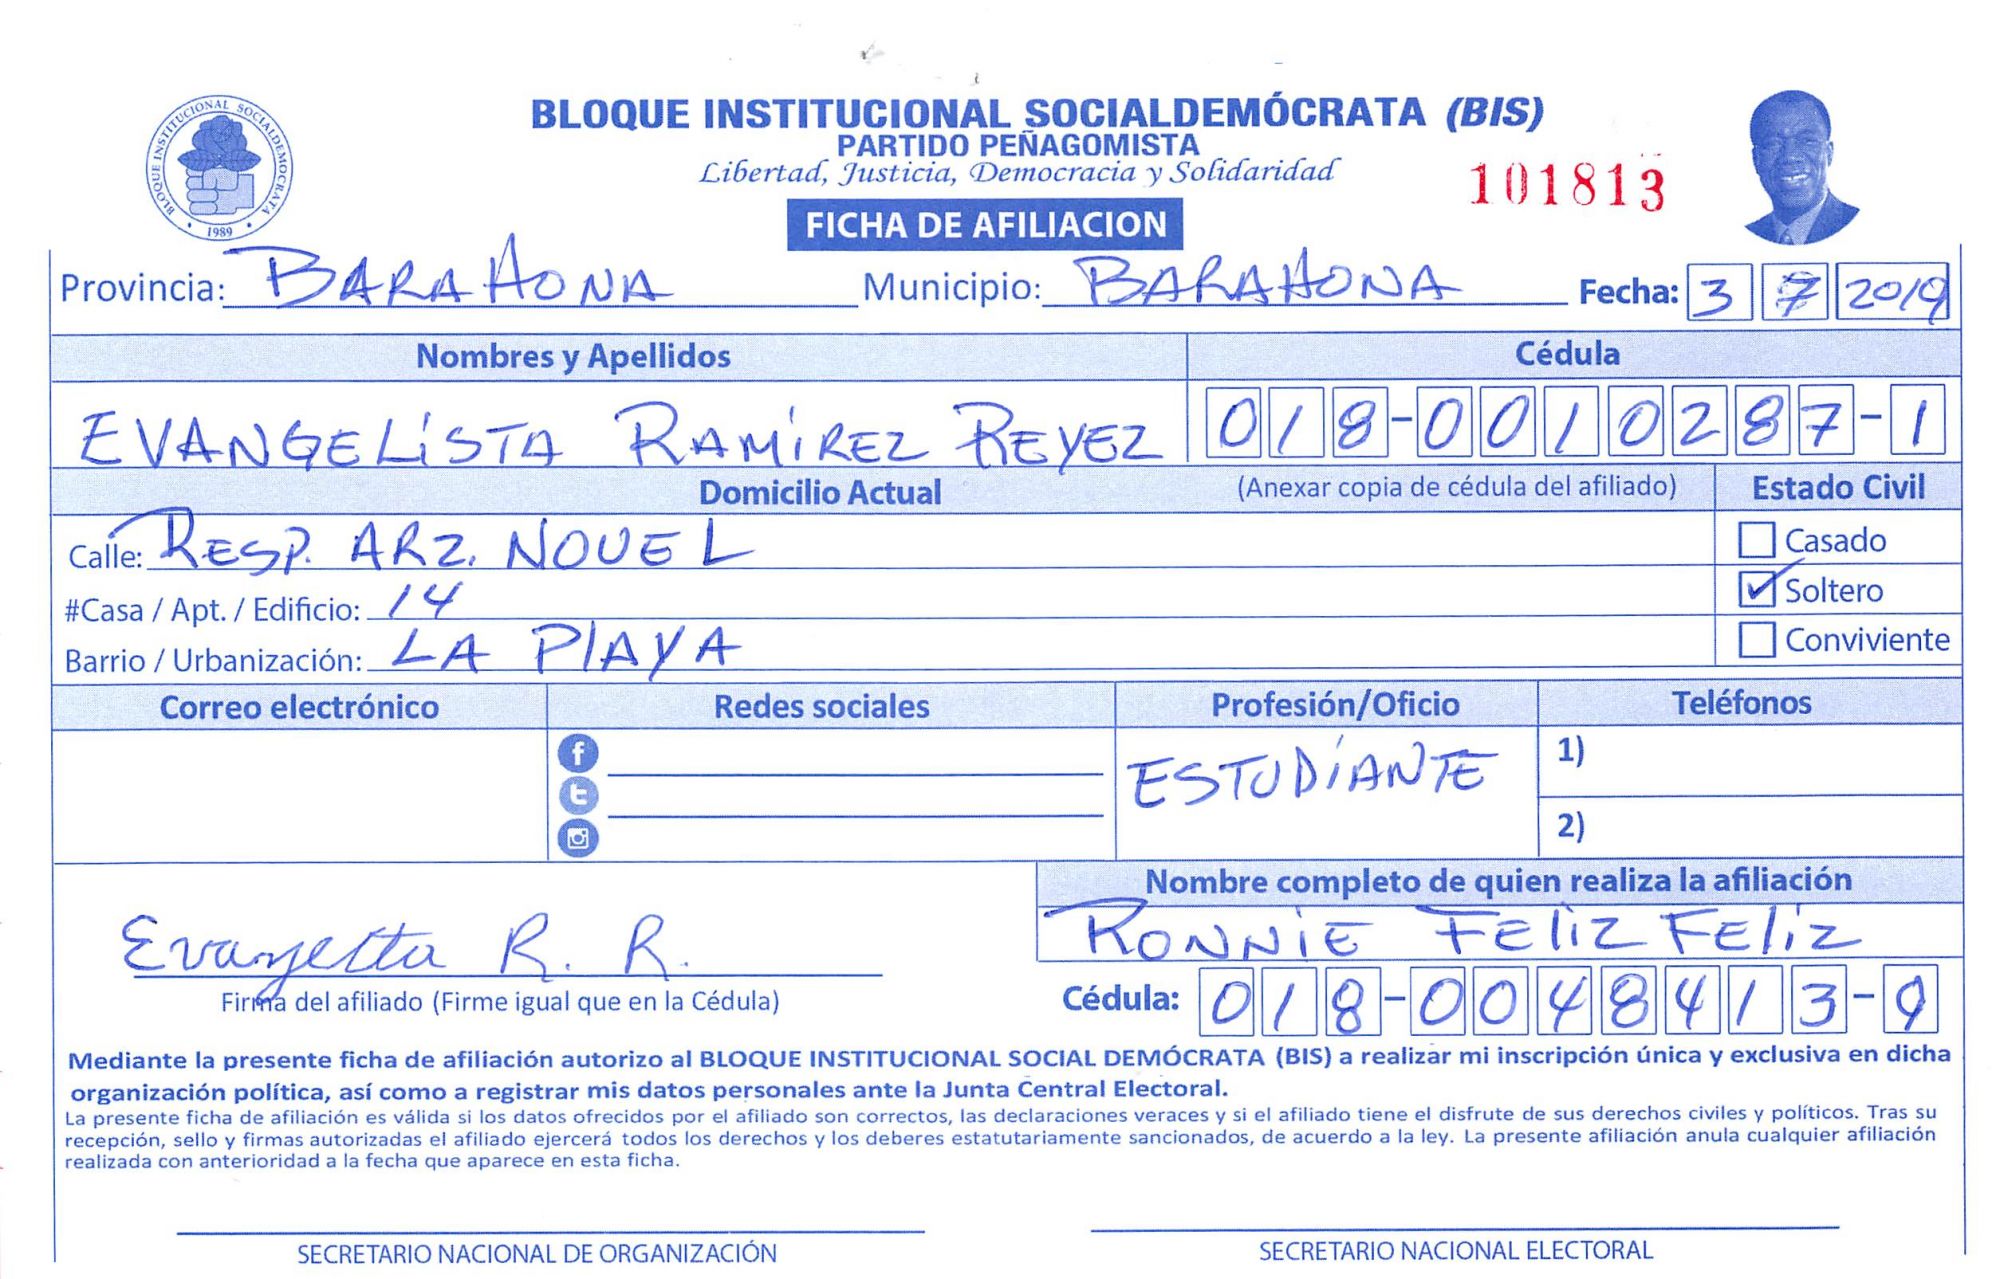 BLOQUE INSTITUCIONAL SOCIALDEMÓCRATA
1989
BLOQUE INSTITUCIONAL SOCIALDEMÓCRATA (BIS)
PARTIDO PEÑAGOMISTA
Libertad, Justicia, Democracia y Solidaridad
101813
FICHA DE AFILIACION
Provincia: BARAHONA Municipio: BARAHONA Fecha: 3 7 2019
Nombres y Apellidos Cédula
EVANGELISTA RAMIREZ REYEZ 018-0010287-1
Domicilio Actual (Anexar copia de cédula del afiliado) Estado Civil
Calle: RESP. ARZ. NOUEL Casado
#Casa / Apt. / Edificio: 14 Soltero
Barrio / Urbanización: LA PlAYA Conviviente
Correo electrónico Redes sociales Profesión/Oficio Teléfonos
ESTUDIANTE 1)
2)
Nombre completo de quien realiza la afiliación
RONNIE FEliZ FEliZ
R. R.
Firma del afiliado (Firme igual que en la Cédula) Cédula: 018-0048413-9
Mediante la presente ficha de afiliación autorizo al BLOQUE INSTITUCIONAL SOCIAL DEMÓCRATA (BIS) a realizar mi inscripción única y exclusiva en dicha
organización política, así como a registrar mis datos personales ante la Junta Central Electoral.
La presente ficha de afiliación es válida si los datos ofrecidos por el afiliado son correctos, las declaraciones veraces y si el afiliado tiene el disfrute de sus derechos civiles y políticos. Tras su
recepción, sello y firmas autorizadas el afiliado ejercerá todos los derechos y los deberes estatutariamente sancionados, de acuerdo a la ley. La presente afiliación anula cualquier afiliación
realizada con anterioridad a la fecha que aparece en esta ficha.
SECRETARIO NACIONAL DE ORGANIZACIÓN SECRETARIO NACIONAL ELECTORAL